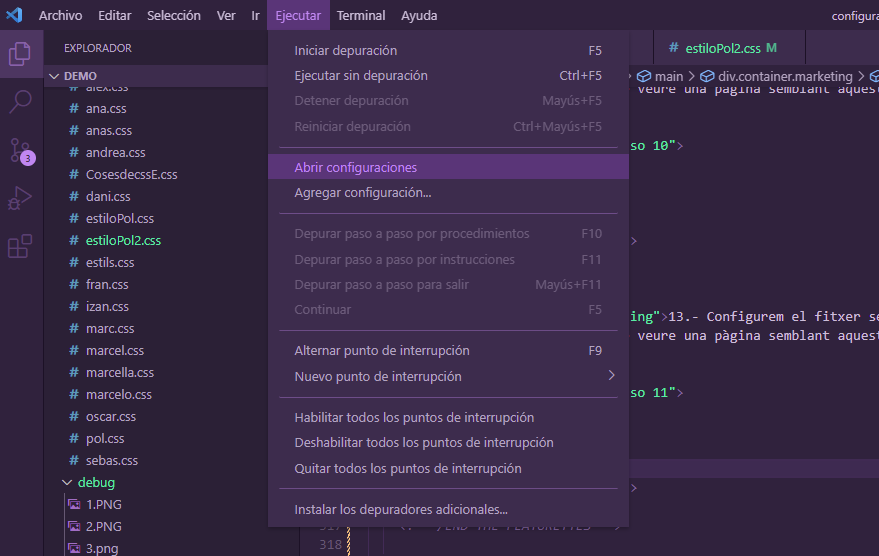 Archivo Editar Selección Ver Ir Ejecutar Terminal Ayuda configura
EXPLORADOR
DEMO
alex.css
# ana.css
# anas.css
# andrea.css
# CosesdecssE.css
# dani.css
# estiloPol.css
# estiloPol2.css
# estils.css
# fran.css
# izan.css
# marc.css
# marcel.css
# marcella.css
# marcelo.css
# oscar.css
# pol.css
# sebas.css
debug
1.PNG
2.PNG
3.png
3
Iniciar depuración F5
Ejecutar sin depuración Ctrl+F5
Detener depuración Mayús+F5
Reiniciar depuración Ctrl+Mayús+F5
Abrir configuraciones
Agregar configuración...
Depurar paso a paso por procedimientos F10
Depurar paso a paso por instrucciones F11
Depurar paso a paso para salir Mayús+F11
Continuar F5
Alternar punto de interrupción F9
Nuevo punto de interrupción
Habilitar todos los puntos de interrupción
Deshabilitar todos los puntos de interrupción
Quitar todos los puntos de interrupción
Instalar los depuradores adicionales...
# estiloPol2.css M
main > div.container.marketing >
veure una pàgina semblant aquest
so 10">
>
ing">13.- Configurem el fitxer se
veure una pàgina semblant aquest
so 11">
>
317
318